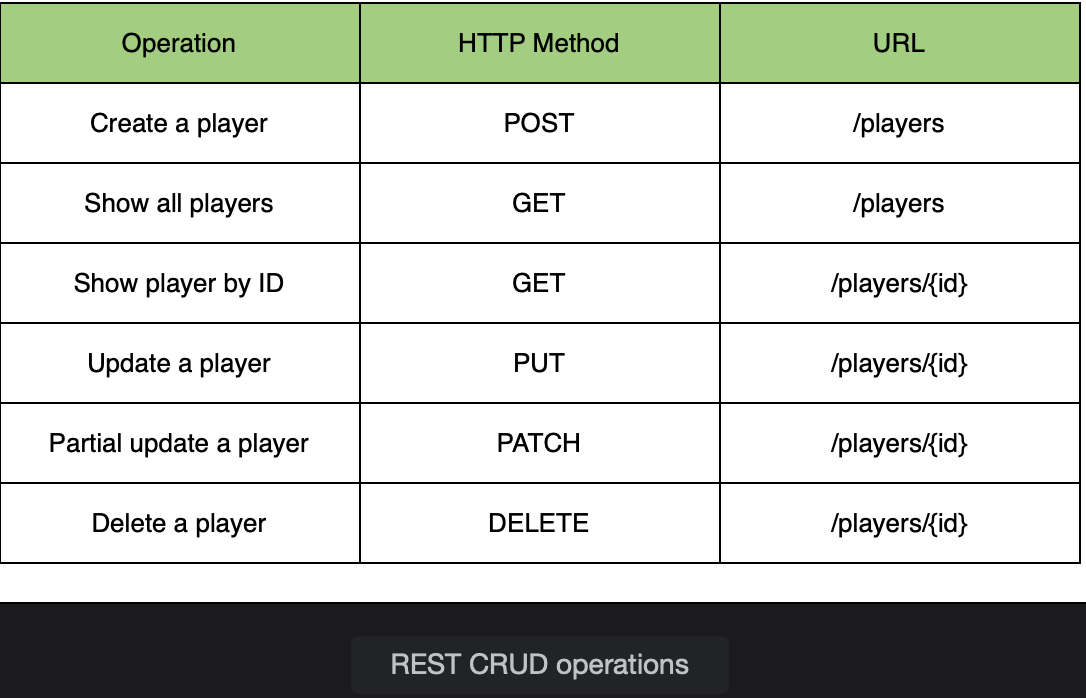 Operation HTTP Method URL
Create a player POST /players
Show all players GET /players
Show player by ID GET /players/{id}
Update a player PUT /players/{id}
Partial update a player PATCH /players/{id}
Delete a player DELETE /players/{id}
REST CRUD operations